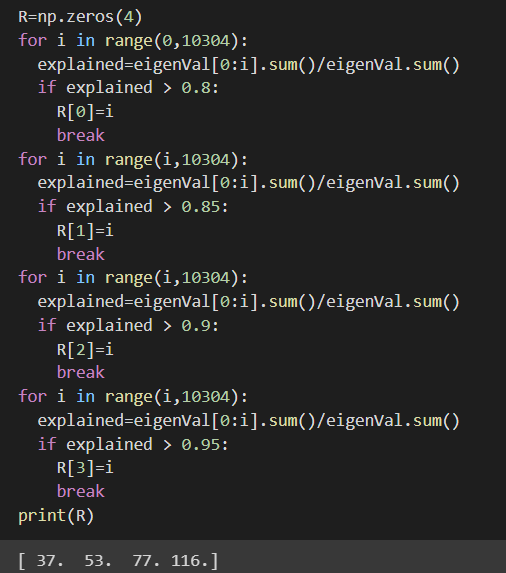 R=np.zeros(4)
for i in range(0,10304):
  explained=eigenVal[0:i].sum()/eigenVal.sum()
  if explained > 0.8:
    R[0]=i
    break
for i in range(i,10304):
  explained=eigenVal[0:i].sum()/eigenVal.sum()
  if explained > 0.85:
    R[1]=i
    break
for i in range(i,10304):
  explained=eigenVal[0:i].sum()/eigenVal.sum()
  if explained > 0.9:
    R[2]=i
    break
for i in range(i,10304):
  explained=eigenVal[0:i].sum()/eigenVal.sum()
  if explained > 0.95:
    R[3]=i
    break
print(R)
[ 37.  53.  77. 116.]